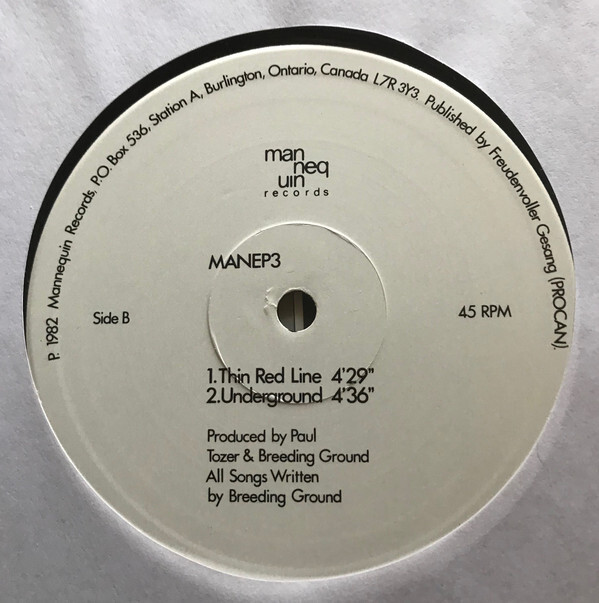 P. 1982 Mannequin Records, P.O. Box 536, Station A, Burlington, Ontario, Canada L7R 3Y3. Published by Freudenvoller Gesang (PROCAN).
man
neq
uin
records
MANEP3
Side B
45 RPM
1.Thin Red Line 4'29"
2.Underground 4'36"
Produced by Paul
Tozer & Breeding Ground
All Songs Written
by Breeding Ground